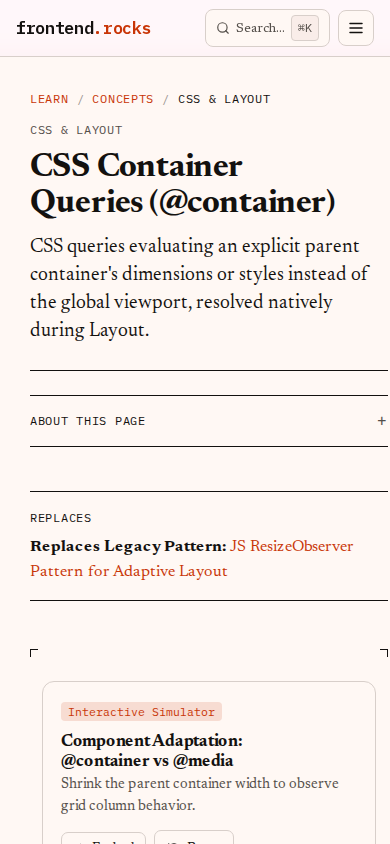 frontend.rocks
Search... ⌘K
LEARN / CONCEPTS / CSS & LAYOUT
CSS & LAYOUT
CSS Container
Queries (@container)
CSS queries evaluating an explicit parent
container's dimensions or styles instead of
the global viewport, resolved natively
during Layout.
ABOUT THIS PAGE +
REPLACES
Replaces Legacy Pattern: JS ResizeObserver
Pattern for Adaptive Layout
Interactive Simulator
Component Adaptation:
@container vs @media
Shrink the parent container width to observe
grid column behavior.